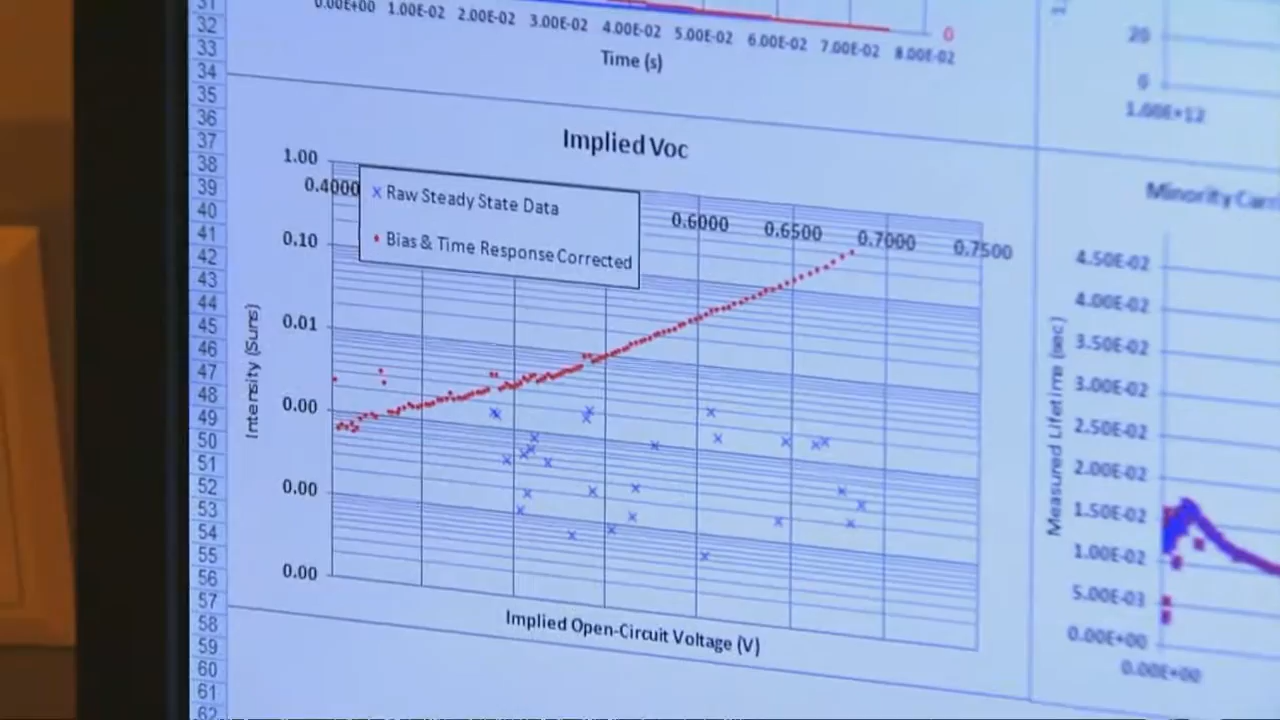 31
32
33
34
35
36
37
38
39
40
41
42
43
44
45
46
47
48
49
50
51
52
53
54
55
56
57
58
59
60
61
62
0.00E+00 1.00E-02 2.00E-02 3.00E-02 4.00E-02 5.00E-02 6.00E-02 7.00E-02 8.00E-02
0
Time (s)
20
0
1.00E+12
Implied Voc
1.00
0.10
0.01
0.00
0.00
0.00
0.4000 0.6000 0.6500 0.7000 0.7500
Raw Steady State Data
Bias & Time Response Corrected
Intensity (Suns)
Implied Open-Circuit Voltage (V)
Minority
4.50E-02
4.00E-02
3.50E-02
3.00E-02
2.50E-02
2.00E-02
1.50E-02
1.00E-02
5.00E-03
0.00E+00
0.00E+00
Measured Lifetime (sec)